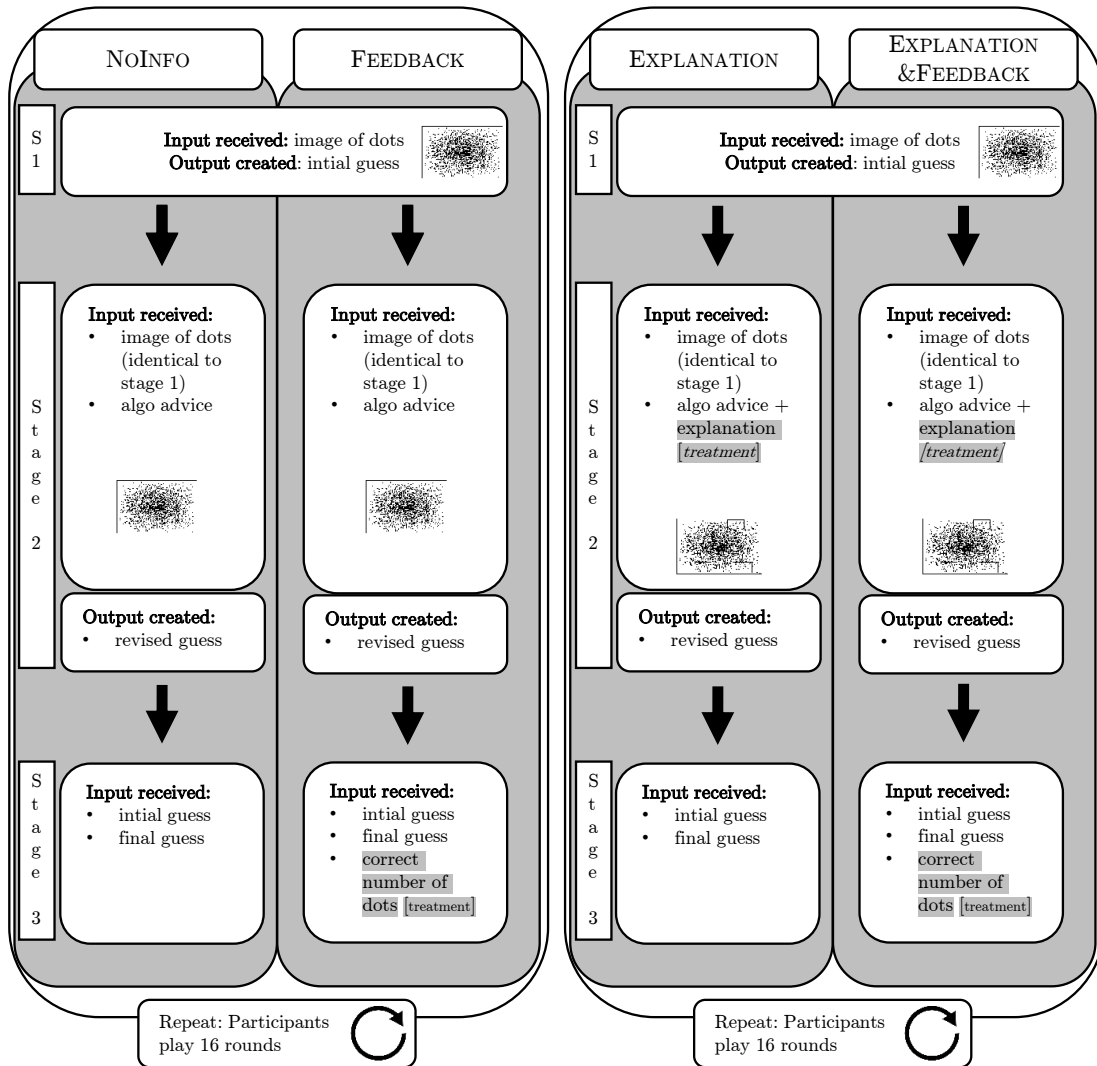 NOINFO
FEEDBACK
S
1
Input received: image of dots
Output created: intial guess
S
t
a
g
e
2
Input received:
• image of dots
(identical to
stage 1)
• algo advice
Output created:
• revised guess
Input received:
• image of dots
(identical to
stage 1)
• algo advice
Output created:
• revised guess
S
t
a
g
e
3
Input received:
• intial guess
• final guess
Input received:
• intial guess
• final guess
• correct
number of
dots [treatment]
Repeat: Participants
play 16 rounds
EXPLANATION
EXPLANATION
&FEEDBACK
S
1
Input received: image of dots
Output created: intial guess
S
t
a
g
e
2
Input received:
• image of dots
(identical to
stage 1)
• algo advice +
explanation
[treatment]
Output created:
• revised guess
Input received:
• image of dots
(identical to
stage 1)
• algo advice +
explanation
[treatment]
Output created:
• revised guess
S
t
a
g
e
3
Input received:
• intial guess
• final guess
Input received:
• intial guess
• final guess
• correct
number of
dots [treatment]
Repeat: Participants
play 16 rounds